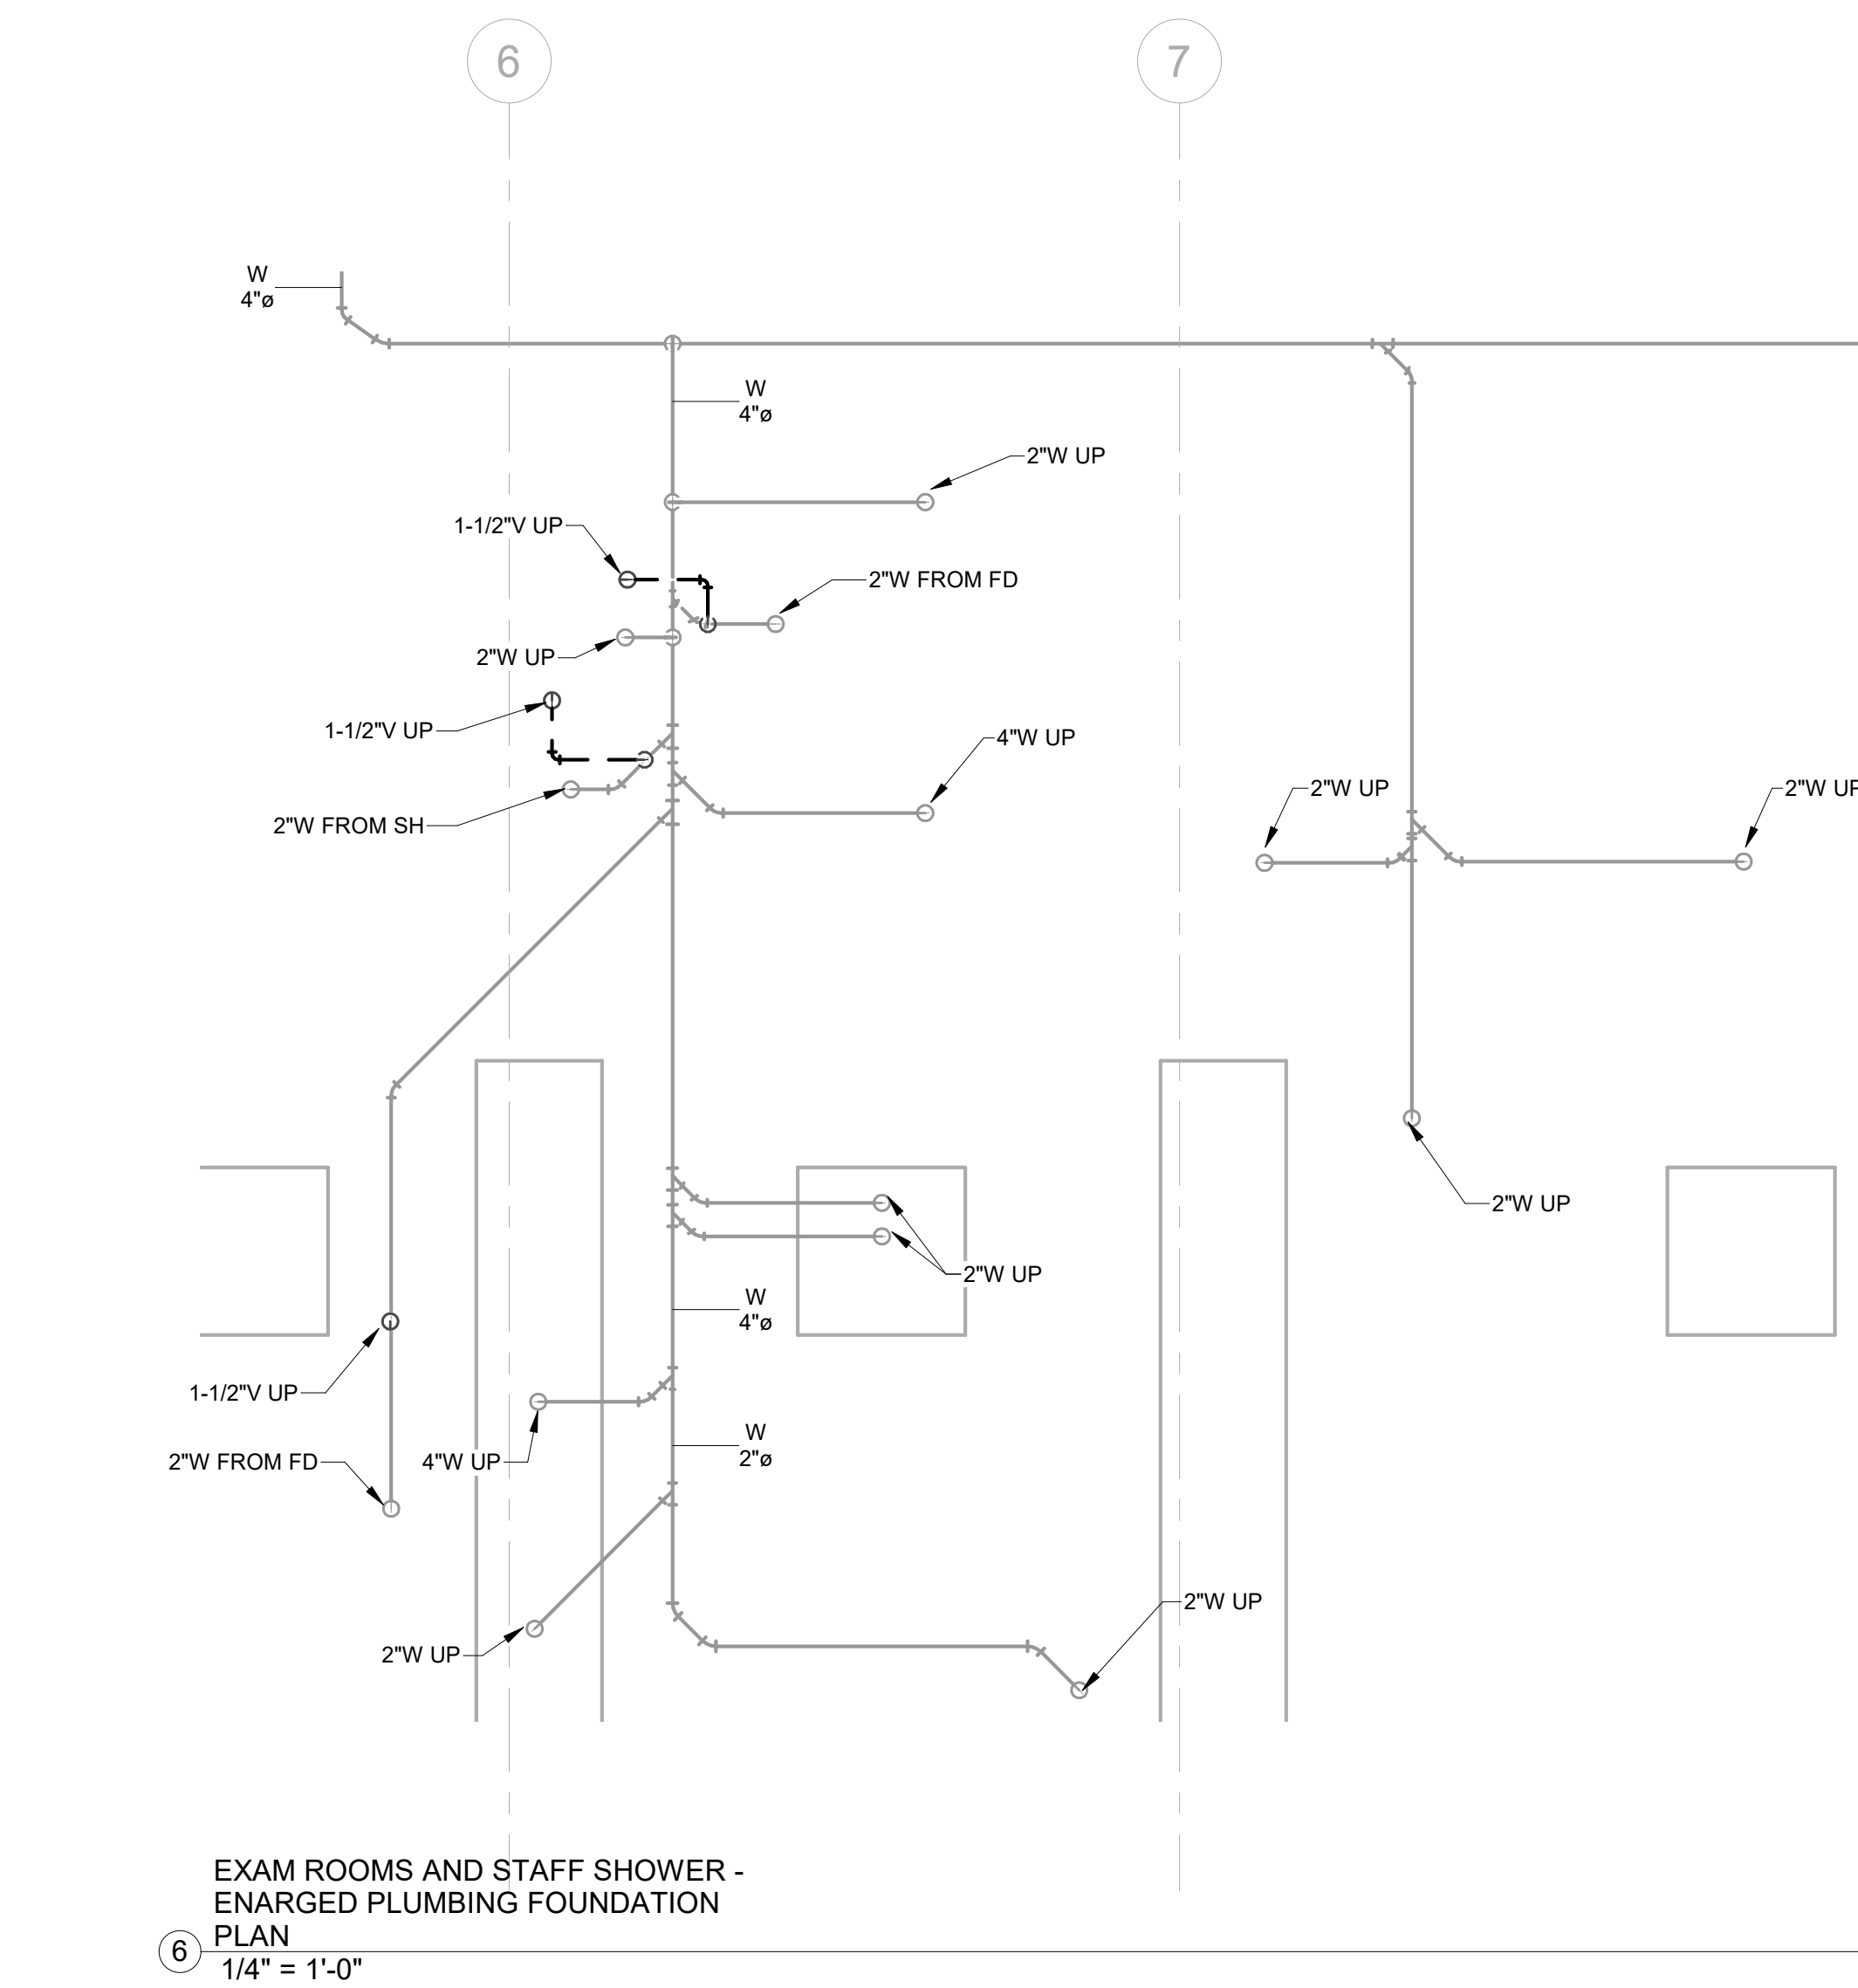 6
7
W
4"ø
W
4"ø
2"W UP
1-1/2"V UP
2"W FROM FD
2"W UP
1-1/2"V UP
4"W UP
2"W FROM SH
2"W UP
2"W UP
2"W UP
2"W UP
W
4"ø
1-1/2"V UP
W
2"ø
2"W FROM FD
4"W UP
2"W UP
2"W UP
EXAM ROOMS AND STAFF SHOWER -
ENARGED PLUMBING FOUNDATION
PLAN
6
1/4" = 1'-0"